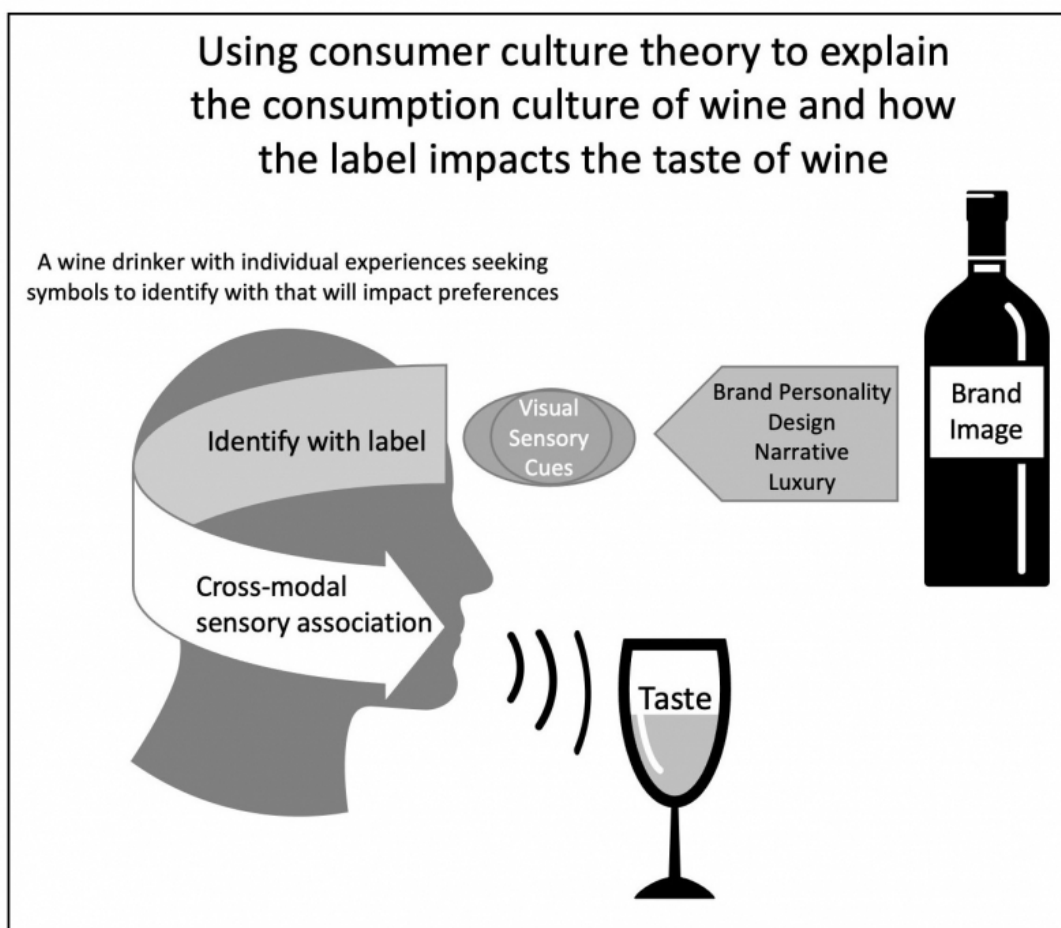 Using consumer culture theory to explain
the consumption culture of wine and how
the label impacts the taste of wine
A wine drinker with individual experiences seeking
symbols to identify with that will impact preferences
Identify with label
Visual
Sensory
Cues
Brand Personality
Design
Narrative
Luxury
Brand
Image
Cross-modal
sensory association
Taste